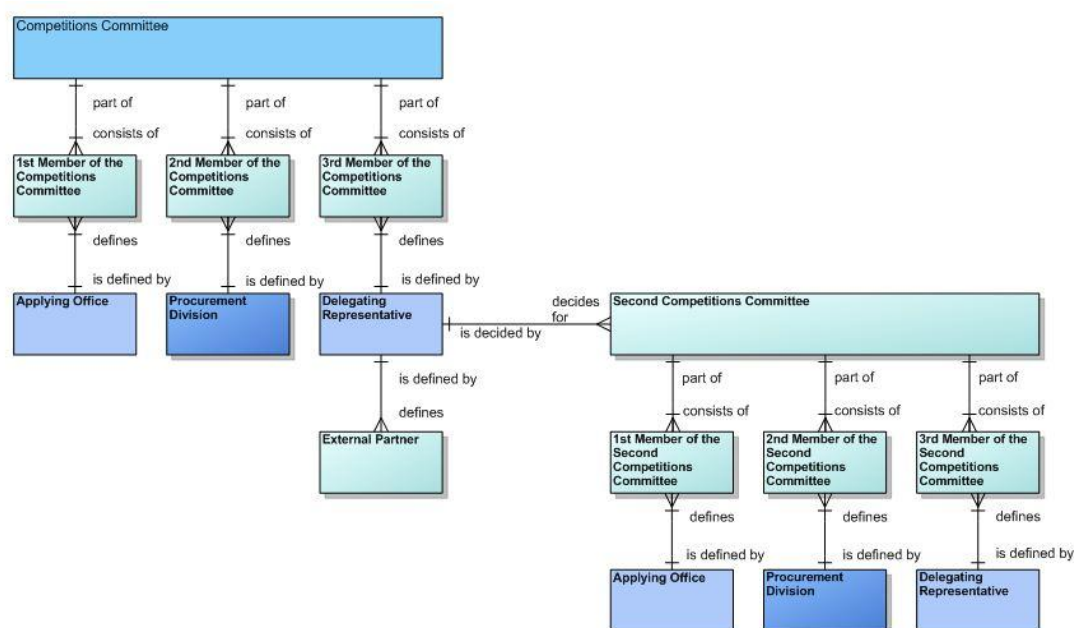 Competitions Committee
part of
part of
part of
consists of
consists of
consists of
1st Member of the
Competitions
Committee
2nd Member of the
Competitions
Committee
3rd Member of the
Competitions
Committee
defines
defines
defines
is defined by
is defined by
is defined by
Applying Office
Procurement
Division
Delegating
Representative
is decided by
decides
for
Second Competitions Committee
is defined by
defines
External Partner
part of
part of
part of
consists of
consists of
consists of
1st Member of the
Second
Competitions
Committee
2nd Member of the
Second
Competitions
Committee
3rd Member of the
Second
Competitions
Committee
defines
defines
defines
is defined by
is defined by
is defined by
Applying Office
Procurement
Division
Delegating
Representative